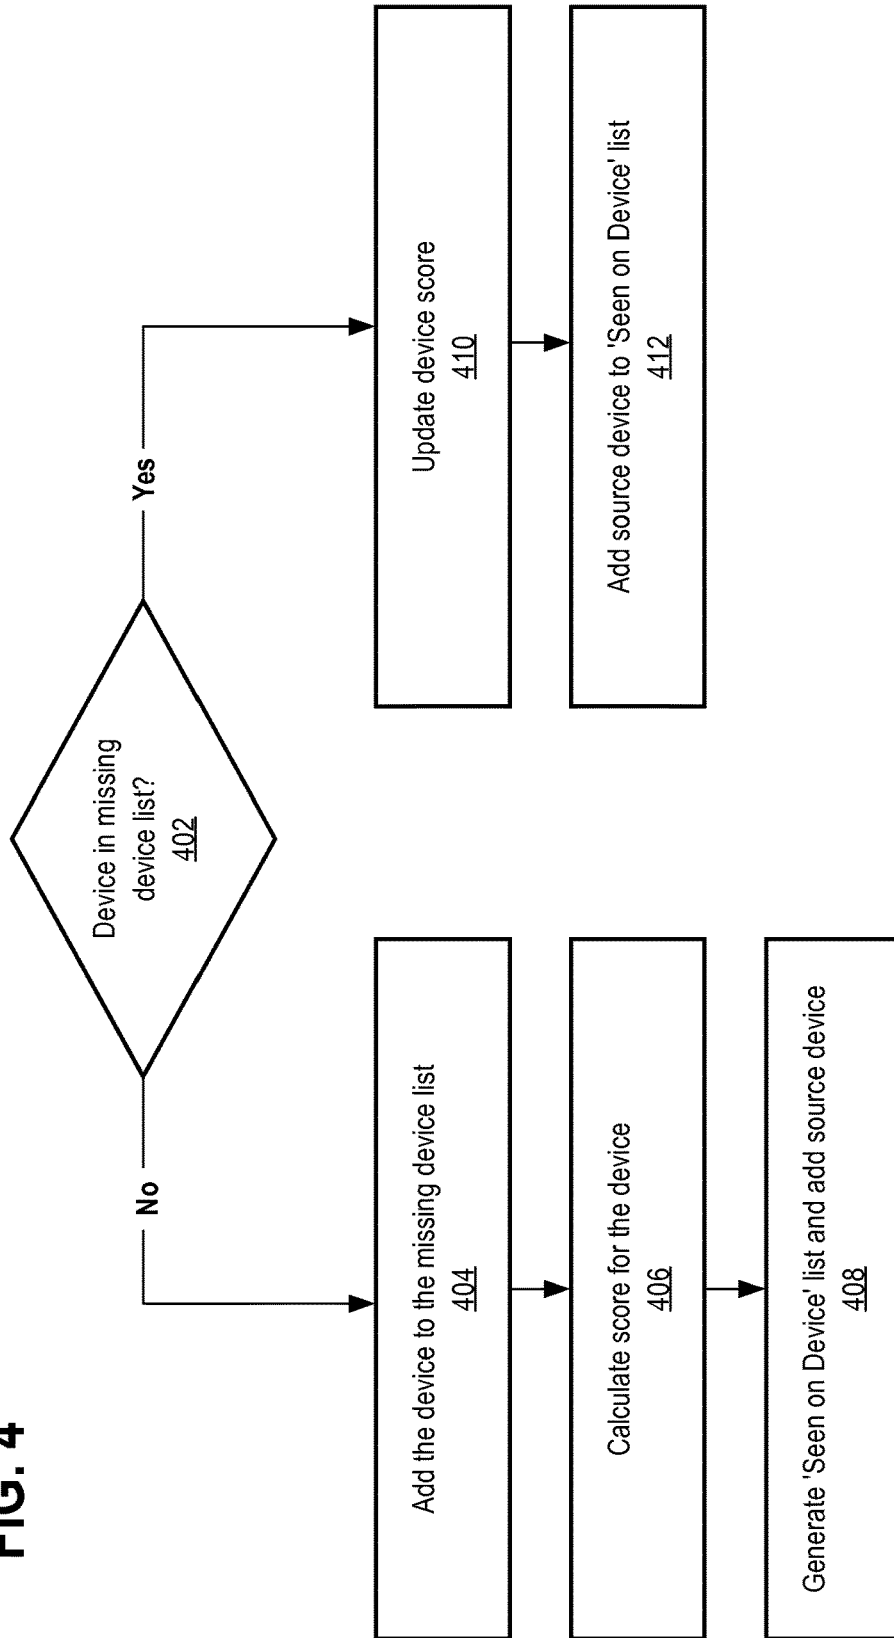 FIG. 4
Device in missing
device list?
402
No
Yes
Add the device to the missing device list
404
Calculate score for the device
406
Generate 'Seen on Device' list and add source device
408
Update device score
410
Add source device to 'Seen on Device' list
412